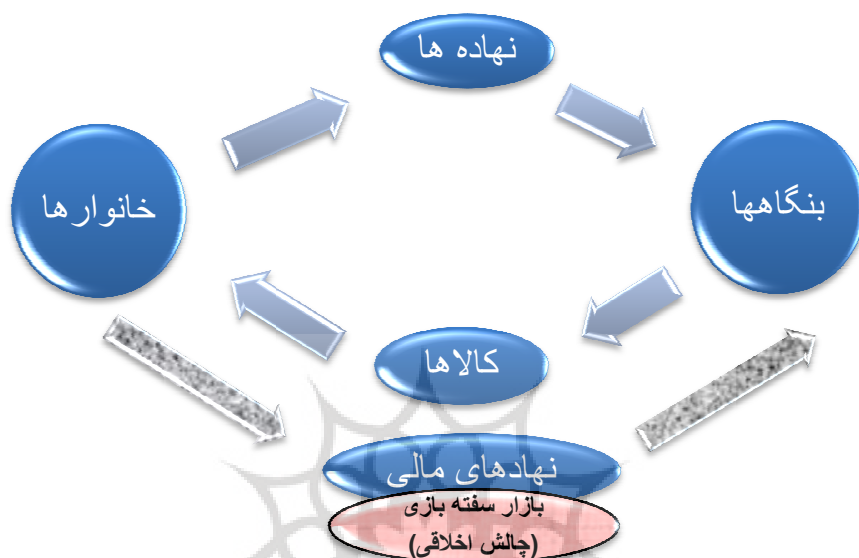 نهاده ها
خانوارها
بنگاهها
کالاها
نهادهای مالی
بازار سفته بازی
(چالش اخلاقی)